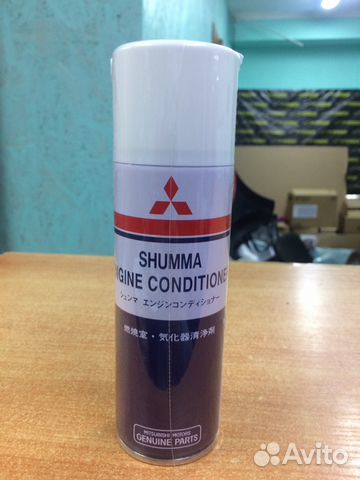 SHUMMA
NGINE CONDITIONE
シュンマ エンジンコンディショナー
燃焼室・気化器清浄剤
MITSUBISHI MOTORS
GENUINE PARTS
Avito